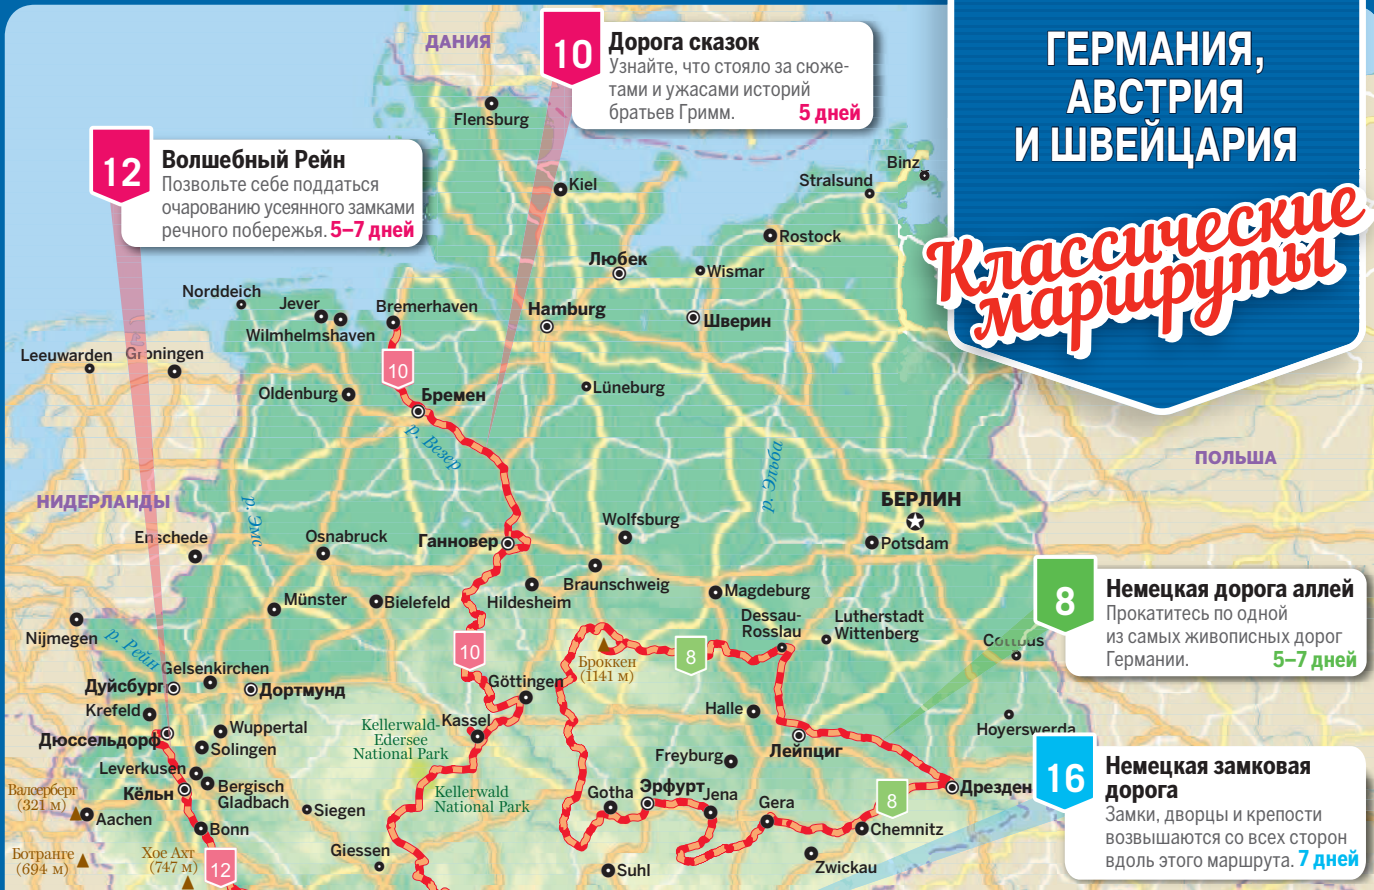 ГЕРМАНИЯ,
АВСТРИЯ
И ШВЕЙЦАРИЯ
Классические
маршруты
10
Дорога сказок
Узнайте, что стояло за сюже-
тами и ужасами историй
братьев Гримм. 5 дней
12
Волшебный Рейн
Позвольте себе поддаться
очарованию усеянного замками
речного побережья. 5–7 дней
8
Немецкая дорога аллей
Прокатитесь по одной
из самых живописных дорог
Германии. 5–7 дней
16
Немецкая замковая
дорога
Замки, дворцы и крепости
возвышаются со всех сторон
вдоль этого маршрута. 7 дней
ДАНИЯ
Flensburg
Kiel
Binz
Stralsund
Rostock
Любек
Wismar
Norddeich
Jever
Wilmhelmshaven
Bremerhaven
Hamburg
Шверин
Leeuwarden
Groningen
10
Oldenburg
Бремен
Lüneburg
р. Везер
р. Эльба
ПОЛЬША
НИДЕРЛАНДЫ
р. Эмс
БЕРЛИН
Potsdam
Enschede
Osnabruck
Ганновер
Wolfsburg
Braunschweig
Hildesheim
Magdeburg
Münster
Bielefeld
Dessau-
Rosslau
Lutherstadt
Wittenberg
Cottbus
Nijmegen
р. Рейн
10
Броккен
(1141 м)
8
Gelsenkirchen
Дуйсбург
Дортмунд
Göttingen
Krefeld
Kellerwald-
Edersee
National Park
Kassel
Halle
Hoyerswerda
Wuppertal
Дюссельдорф
Solingen
Лейпциг
Freyburg
Leverkusen
Bergisch
Gladbach
Кёльн
Kellerwald
National Park
Gotha
Эрфурт
Jena
Gera
8
Дрезден
Валсерберг
(321 м)
Aachen
Siegen
Bonn
Chemnitz
Ботранге
(694 м)
Хое Ахт
(747 м)
12
Giessen
Suhl
Zwickau